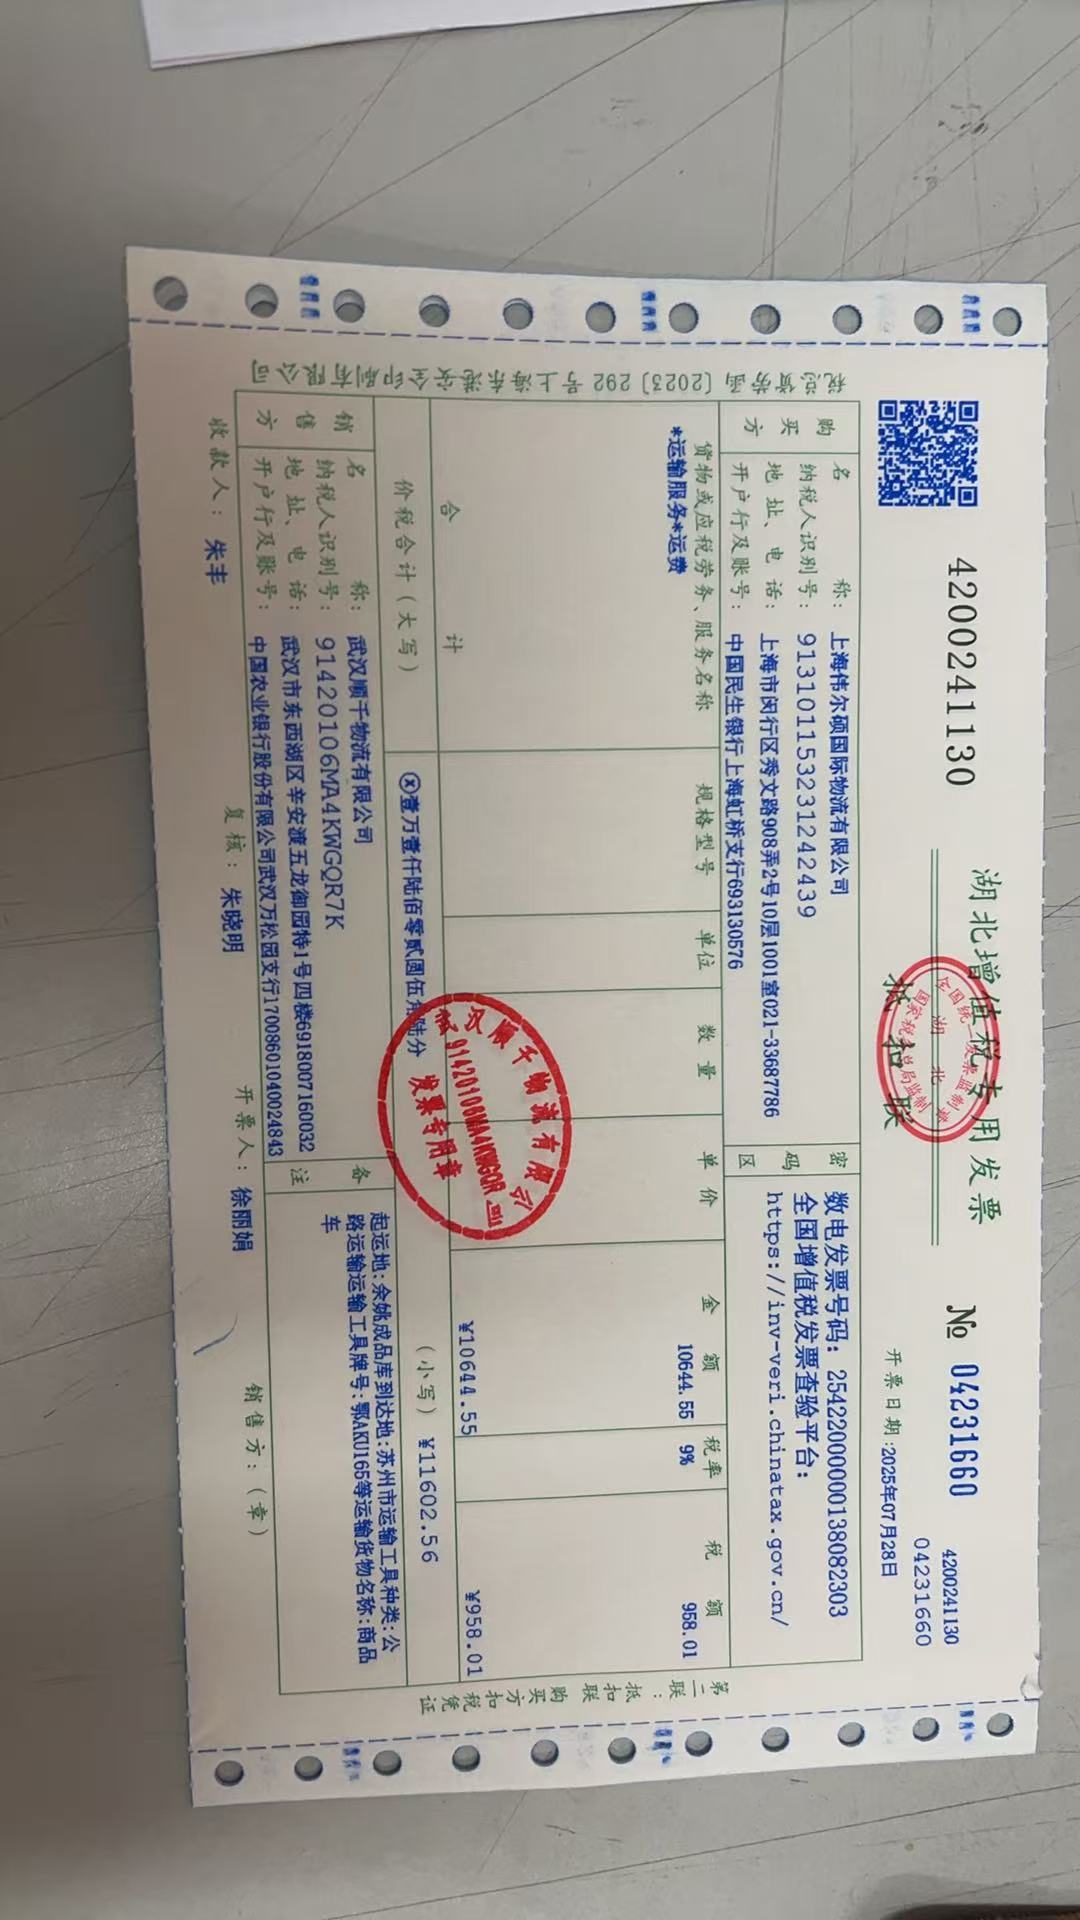 4200241130
湖北增值税专用发票
抵扣联
全国统一发票监制章
湖北
国家税务总局监制
№ 04231660
4200241130
04231660
开票日期:2025年07月28日
税总货劳函〔2023〕292号上海东港安全印刷有限公司
购买方
名称：上海伟尔硕国际物流有限公司
纳税人识别号：913101153231242439
地址、电话：上海市闵行区秀文路908弄2号10层1001室021-33687786
开户行及账号：中国民生银行上海虹桥支行693130576
密码区
数电发票号码：25422000000138082303
全国增值税发票查验平台：
https://inv-veri.chinatax.gov.cn/
货物或应税劳务、服务名称 规格型号 单位 数量 单价 金额 税率 税额
*运输服务*运费 10644.55 9% 958.01
合计 ¥10644.55 ¥958.01
价税合计（大写） ⓧ壹万壹仟陆佰零贰圆伍角陆分 （小写）¥11602.56
销售方
名称：武汉顺千物流有限公司
纳税人识别号：91420106MA4KWGQR7K
地址、电话：武汉市东西湖区辛安渡五龙御园特1号四楼6918007160032
开户行及账号：中国农业银行股份有限公司武汉万松园支行17008601040024843
备注
起运地:余姚成品库到达地:苏州市运输工具种类:公
路运输运输工具牌号:鄂AKU165等运输货物名称:商品
车
武汉顺千物流有限公司
91420106MA4KWGQR
发票专用章
收款人：朱丰 复核：朱晓明 开票人：徐丽娟 销售方：（章）
第二联：抵扣联 购买方扣税凭证